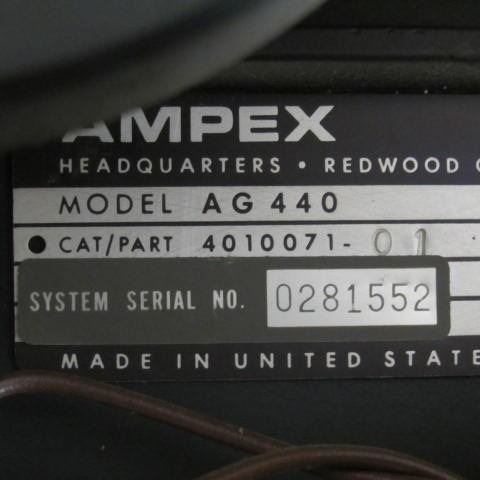 AMPEX
HEADQUARTERS • REDWOOD
MODEL AG 440
• CAT/PART 4010071-01
SYSTEM SERIAL NO. 0281552
MADE IN UNITED STATE